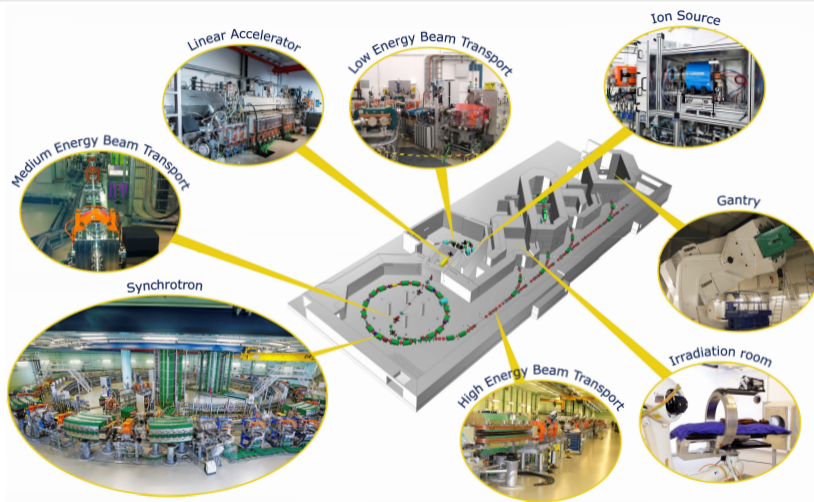 Linear Accelerator
Low Energy Beam Transport
Ion Source
Medium Energy Beam Transport
Gantry
Synchrotron
Irradiation room
High Energy Beam Transport